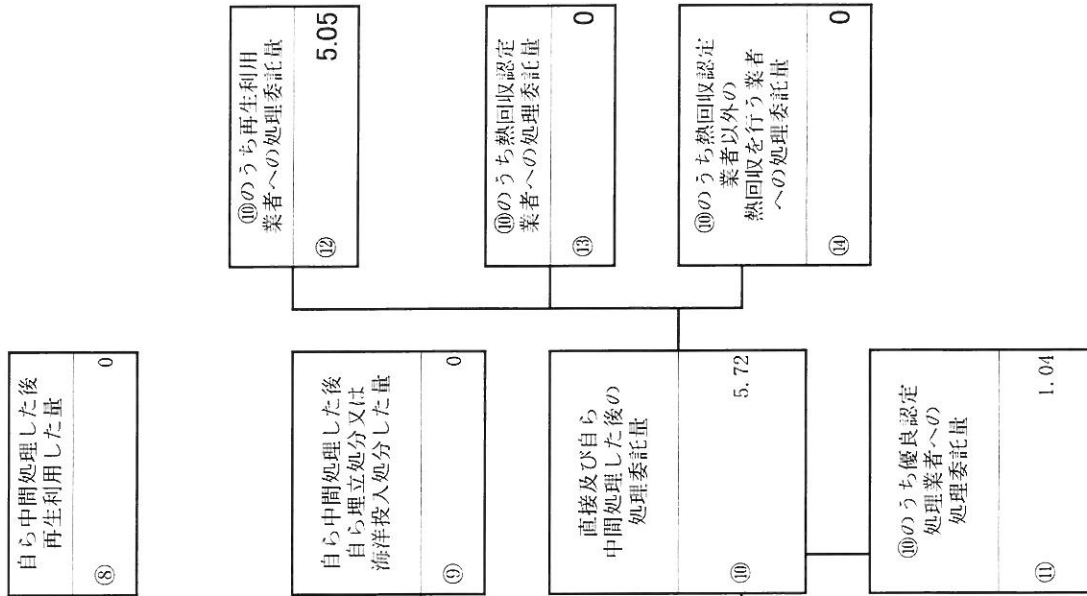 自ら中間処理した後
再生利用した量
⑧ 0
自ら中間処理した後
自ら埋立処分又は
海洋投入処分した量
⑨ 0
直接及び自ら
中間処理した後の
処理委託量
⑩ 5.72
⑩のうち優良認定
処理業者への
処理委託量
⑪ 1.04
⑩のうち再生利用
業者への処理委託量
⑫ 5.05
⑩のうち熱回収認定
業者への処理委託量
⑬ 0
⑩のうち熱回収認定
業者以外の
熱回収を行う業者
への処理委託量
⑭ 0